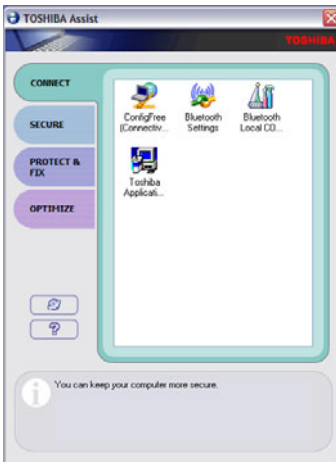 TOSHIBA Assist
TOSHIBA
CONNECT
SECURE
PROTECT &
FIX
OPTIMIZE
ConfigFree
(Connectiv...
Bluetooth
Settings
Bluetooth
Local CO...
Toshiba
Applicati...
?
You can keep your computer more secure.